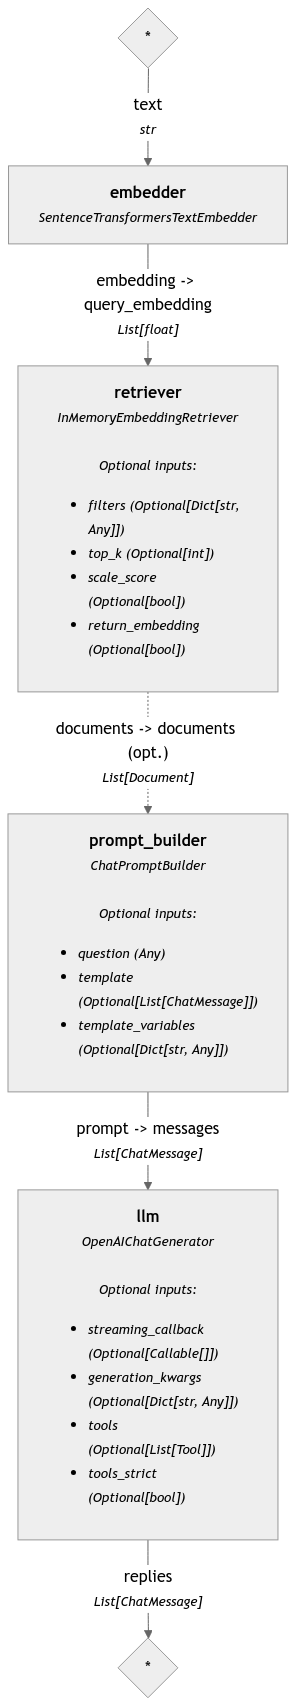 *
text
str
embedder
SentenceTransformersTextEmbedder
embedding ->
query_embedding
List[float]
retriever
InMemoryEmbeddingRetriever
Optional inputs:
• filters (Optional[Dict[str,
Any]])
• top_k (Optional[int])
• scale_score
(Optional[bool])
• return_embedding
(Optional[bool])
documents -> documents
(opt.)
List[Document]
prompt_builder
ChatPromptBuilder
Optional inputs:
• question (Any)
• template
(Optional[List[ChatMessage]])
• template_variables
(Optional[Dict[str, Any]])
prompt -> messages
List[ChatMessage]
llm
OpenAIChatGenerator
Optional inputs:
• streaming_callback
(Optional[Callable[]])
• generation_kwargs
(Optional[Dict[str, Any]])
• tools
(Optional[List[Tool]])
• tools_strict
(Optional[bool])
replies
List[ChatMessage]
*